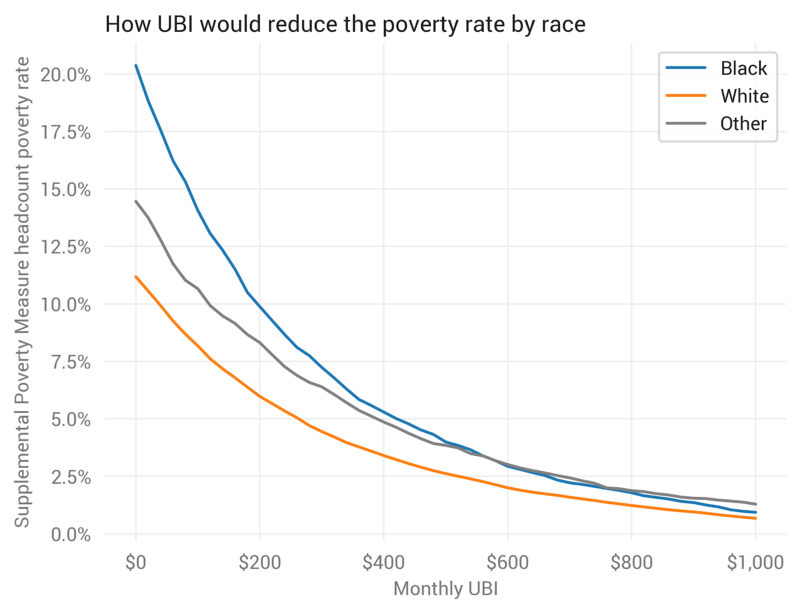 How UBI would reduce the poverty rate by race
Supplemental Poverty Measure headcount poverty rate
20.0%
17.5%
15.0%
12.5%
10.0%
7.5%
5.0%
2.5%
0.0%
Black
White
Other
$0
$200
$400
$600
$800
$1,000
Monthly UBI